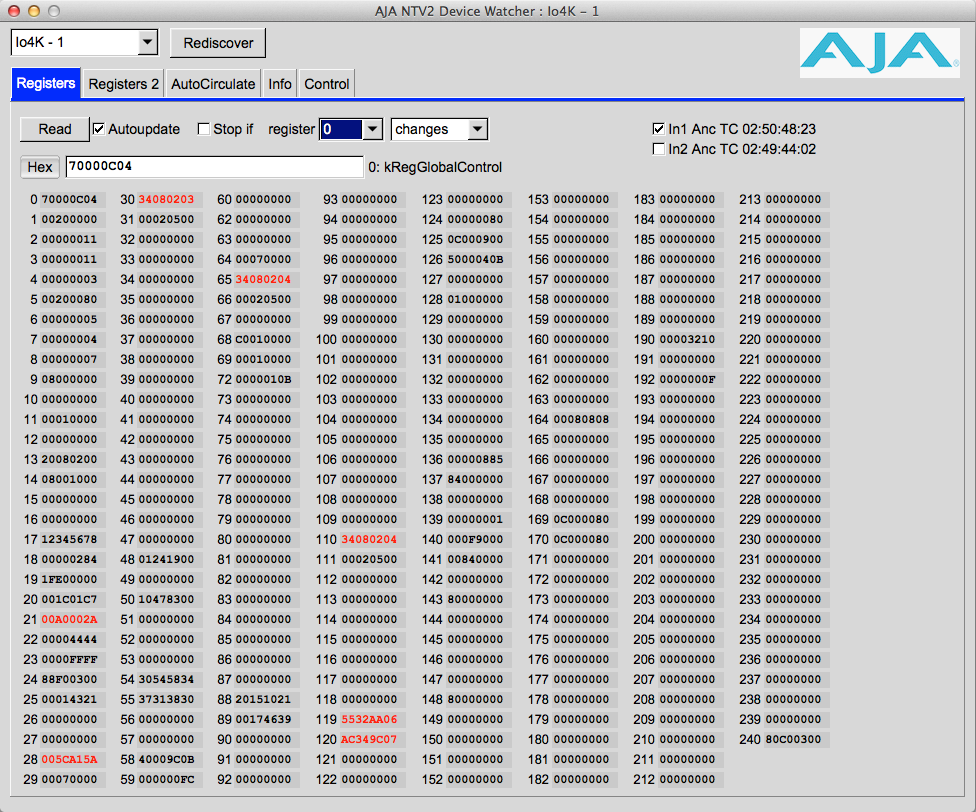 AJA NTV2 Device Watcher : Io4K - 1
Io4K - 1 Rediscover
AJA®
Registers Registers 2 AutoCirculate Info Control
Read Autoupdate Stop if register 0 changes In1 Anc TC 02:50:48:23
In2 Anc TC 02:49:44:02
Hex 70000C04 0: kRegGlobalControl
0 70000C04 30 34080203 60 00000000 93 00000000 123 00000000 153 00000000 183 00000000 213 00000000
1 00200000 31 00020500 62 00000000 94 00000000 124 00000080 154 00000000 184 00000000 214 00000000
2 00000011 32 00000000 63 00000000 95 00000000 125 0C000900 155 00000000 185 00000000 215 00000000
3 00000011 33 00000000 64 00070000 96 00000000 126 5000040B 156 00000000 186 00000000 216 00000000
4 00000003 34 00000000 65 34080204 97 00000000 127 00000000 157 00000000 187 00000000 217 00000000
5 00200080 35 00000000 66 00020500 98 00000000 128 01000000 158 00000000 188 00000000 218 00000000
6 00000005 36 00000000 67 00000000 99 00000000 129 00000000 159 00000000 189 00000000 219 00000000
7 00000004 37 00000000 68 C0010000 100 00000000 130 00000000 160 00000000 190 00003210 220 00000000
8 00000007 38 00000000 69 00010000 101 00000000 131 00000000 161 00000000 191 00000000 221 00000000
9 08000000 39 00000000 72 0000010B 102 00000000 132 00000000 162 00000000 192 0000000F 222 00000000
10 00000000 40 00000000 73 00000000 103 00000000 133 00000000 163 00000000 193 00000000 223 00000000
11 00010000 41 00000000 74 00000000 104 00000000 134 00000000 164 00080808 194 00000000 224 00000000
12 00000000 42 00000000 75 00000000 105 00000000 135 00000000 165 00000000 195 00000000 225 00000000
13 20080200 43 00000000 76 00000000 106 00000000 136 00000885 166 00000000 196 00000000 226 00000000
14 08001000 44 00000000 77 00000000 107 00000000 137 84000000 167 00000000 197 00000000 227 00000000
15 00000000 45 00000000 78 00000000 108 00000000 138 00000000 168 00000000 198 00000000 228 00000000
16 00000000 46 00000000 79 00000000 109 00000000 139 00000001 169 0C000080 199 00000000 229 00000000
17 12345678 47 00000000 80 00000000 110 34080204 140 000F9000 170 0C000080 200 00000000 230 00000000
18 00000284 48 01241900 81 00000000 111 00020500 141 00840000 171 00000000 201 00000000 231 00000000
19 1FE00000 49 00000000 82 00000000 112 00000000 142 00000000 172 00000000 202 00000000 232 00000000
20 001C01C7 50 10478300 83 00000000 113 00000000 143 80000000 173 00000000 203 00000000 233 00000000
21 00A0002A 51 00000000 84 00000000 114 00000000 144 00000000 174 00000000 204 00000000 234 00000000
22 00004444 52 00000000 85 00000000 115 00000000 145 00000000 175 00000000 205 00000000 235 00000000
23 0000FFFF 53 00000000 86 00000000 116 00000000 146 00000000 176 00000000 206 00000000 236 00000000
24 88F00300 54 30545834 87 00000000 117 00000000 147 00000000 177 00000000 207 00000000 237 00000000
25 00014321 55 37313830 88 20151021 118 00000000 148 80000000 178 00000000 208 00000000 238 00000000
26 00000000 56 00000000 89 00174639 119 5532AA06 149 00000000 179 00000000 209 00000000 239 00000000
27 00000000 57 00000000 90 00000000 120 AC349C07 150 00000000 180 00000000 210 00000000 240 80C00300
28 005CA15A 58 40009C0B 91 00000000 121 00000000 151 00000000 181 00000000 211 00000000
29 00070000 59 000000FC 92 00000000 122 00000000 152 00000000 182 00000000 212 00000000